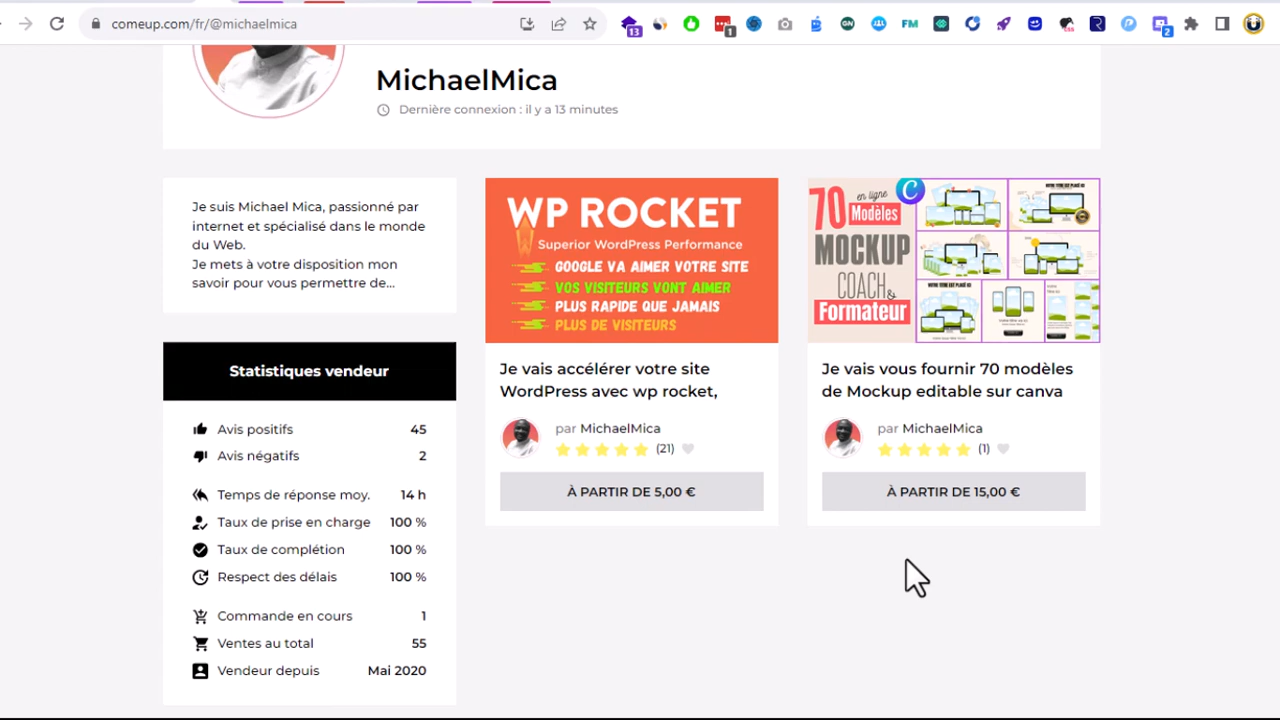 comeup.com/fr/@michaelmica
13
1
GN
FM
2
MichaelMica
Dernière connexion : il y a 13 minutes
Je suis Michael Mica, passionné par
internet et spécialisé dans le monde
du Web.
Je mets à votre disposition mon
savoir pour vous permettre de...
Statistiques vendeur
Avis positifs 45
Avis négatifs 2
Temps de réponse moy. 14 h
Taux de prise en charge 100 %
Taux de complétion 100 %
Respect des délais 100 %
Commande en cours 1
Ventes au total 55
Vendeur depuis Mai 2020
WP ROCKET
Superior WordPress Performance
GOOGLE VA AIMER VOTRE SITE
VOS VISITEURS VONT AIMER
PLUS RAPIDE QUE JAMAIS
PLUS DE VISITEURS
Je vais accélérer votre site
WordPress avec wp rocket,
par MichaelMica
(21)
À PARTIR DE 5,00 €
70 en ligne
Modèles
MOCKUP
COACH
&
Formateur
C
Je vais vous fournir 70 modèles
de Mockup editable sur canva
par MichaelMica
(1)
À PARTIR DE 15,00 €